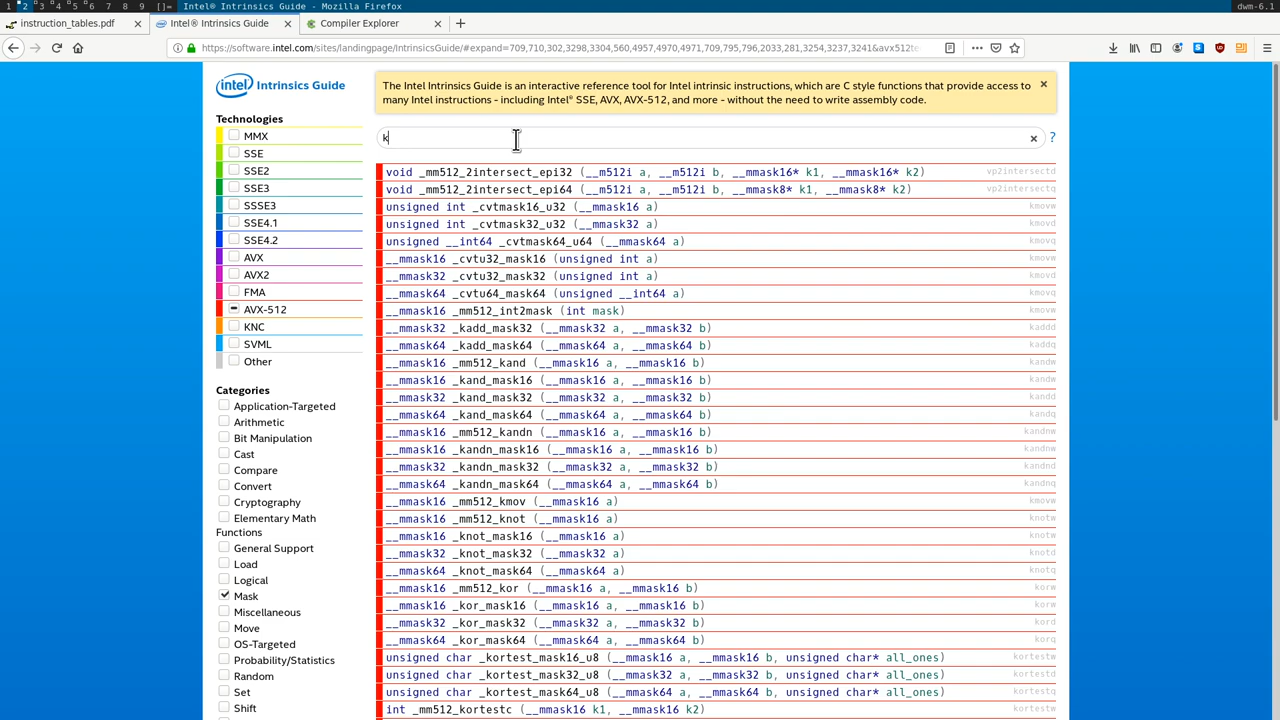 1 2 3 4 5 6 7 8 9 []= Intel® Intrinsics Guide - Mozilla Firefox dwm-6.1
instruction_tables.pdf × Intel® Intrinsics Guide × Compiler Explorer × +
https://software.intel.com/sites/landingpage/IntrinsicsGuide/#expand=709,710,302,3298,3304,560,4957,4970,4971,709,795,796,2033,281,3254,3237,3241&avx512te
intel Intrinsics Guide
The Intel Intrinsics Guide is an interactive reference tool for Intel intrinsic instructions, which are C style functions that provide access to
many Intel instructions - including Intel® SSE, AVX, AVX-512, and more - without the need to write assembly code.
×
k
×
?
Technologies
MMX
SSE
SSE2
SSE3
SSSE3
SSE4.1
SSE4.2
AVX
AVX2
FMA
AVX-512
KNC
SVML
Other
Categories
Application-Targeted
Arithmetic
Bit Manipulation
Cast
Compare
Convert
Cryptography
Elementary Math
Functions
General Support
Load
Logical
Mask
Miscellaneous
Move
OS-Targeted
Probability/Statistics
Random
Set
Shift
void _mm512_2intersect_epi32 (__m512i a, __m512i b, __mmask16* k1, __mmask16* k2) vp2intersectd
void _mm512_2intersect_epi64 (__m512i a, __m512i b, __mmask8* k1, __mmask8* k2) vp2intersectq
unsigned int _cvtmask16_u32 (__mmask16 a) kmovw
unsigned int _cvtmask32_u32 (__mmask32 a) kmovd
unsigned __int64 _cvtmask64_u64 (__mmask64 a) kmovq
__mmask16 _cvtu32_mask16 (unsigned int a) kmovw
__mmask32 _cvtu32_mask32 (unsigned int a) kmovd
__mmask64 _cvtu64_mask64 (unsigned __int64 a) kmovq
__mmask16 _mm512_int2mask (int mask) kmovw
__mmask32 _kadd_mask32 (__mmask32 a, __mmask32 b) kaddd
__mmask64 _kadd_mask64 (__mmask64 a, __mmask64 b) kaddq
__mmask16 _mm512_kand (__mmask16 a, __mmask16 b) kandw
__mmask16 _kand_mask16 (__mmask16 a, __mmask16 b) kandw
__mmask32 _kand_mask32 (__mmask32 a, __mmask32 b) kandd
__mmask64 _kand_mask64 (__mmask64 a, __mmask64 b) kandq
__mmask16 _mm512_kandn (__mmask16 a, __mmask16 b) kandnw
__mmask16 _kandn_mask16 (__mmask16 a, __mmask16 b) kandnw
__mmask32 _kandn_mask32 (__mmask32 a, __mmask32 b) kandnd
__mmask64 _kandn_mask64 (__mmask64 a, __mmask64 b) kandnq
__mmask16 _mm512_kmov (__mmask16 a) kmovw
__mmask16 _mm512_knot (__mmask16 a) knotw
__mmask16 _knot_mask16 (__mmask16 a) knotw
__mmask32 _knot_mask32 (__mmask32 a) knotd
__mmask64 _knot_mask64 (__mmask64 a) knotq
__mmask16 _mm512_kor (__mmask16 a, __mmask16 b) korw
__mmask16 _kor_mask16 (__mmask16 a, __mmask16 b) korw
__mmask32 _kor_mask32 (__mmask32 a, __mmask32 b) kord
__mmask64 _kor_mask64 (__mmask64 a, __mmask64 b) korq
unsigned char _kortest_mask16_u8 (__mmask16 a, __mmask16 b, unsigned char* all_ones) kortestw
unsigned char _kortest_mask32_u8 (__mmask32 a, __mmask32 b, unsigned char* all_ones) kortestd
unsigned char _kortest_mask64_u8 (__mmask64 a, __mmask64 b, unsigned char* all_ones) kortestq
int _mm512_kortestc (__mmask16 k1, __mmask16 k2) kortestw